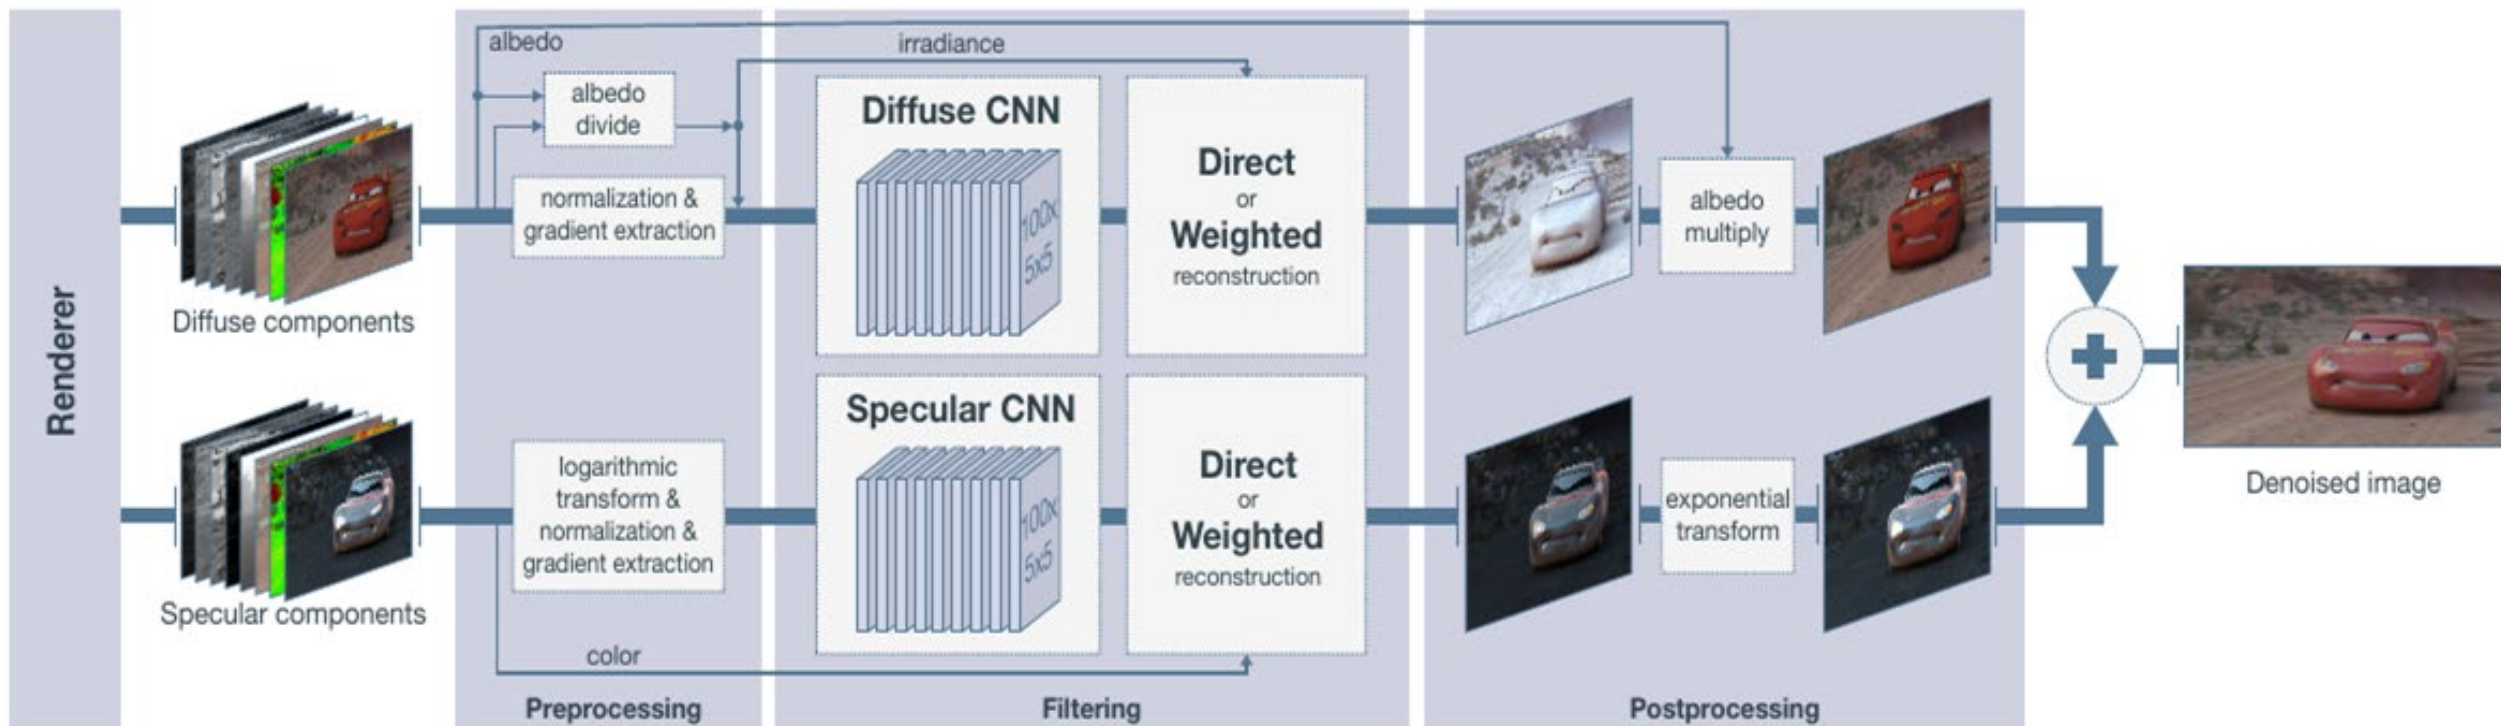 Renderer
Diffuse components
Specular components
albedo
albedo
divide
normalization &
gradient extraction
logarithmic
transform &
normalization &
gradient extraction
color
Preprocessing
irradiance
Diffuse CNN
100x
5x5
Direct
or
Weighted
reconstruction
Specular CNN
100x
5x5
Direct
or
Weighted
reconstruction
Filtering
albedo
multiply
exponential
transform
Postprocessing
Denoised image